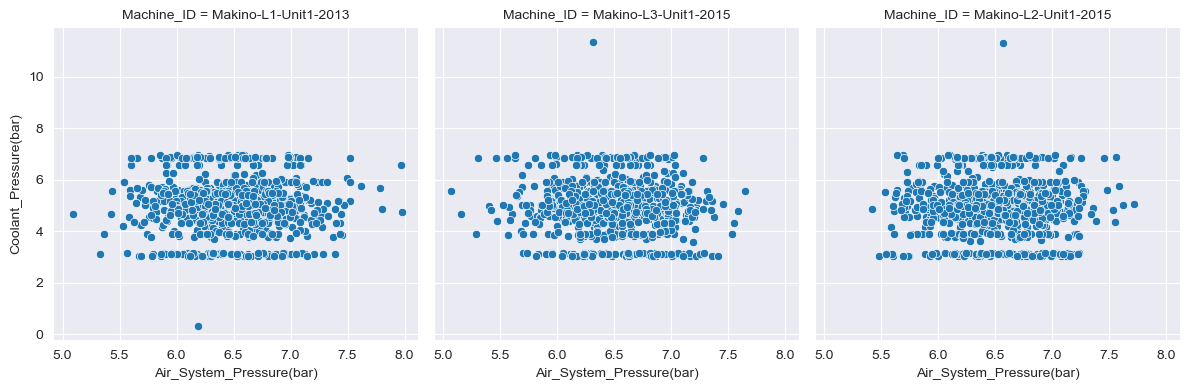 Machine_ID = Makino-L1-Unit1-2013
Machine_ID = Makino-L3-Unit1-2015
Machine_ID = Makino-L2-Unit1-2015
Coolant_Pressure(bar)
10
8
6
4
2
0
5.0 5.5 6.0 6.5 7.0 7.5 8.0
5.0 5.5 6.0 6.5 7.0 7.5 8.0
5.0 5.5 6.0 6.5 7.0 7.5 8.0
Air_System_Pressure(bar)
Air_System_Pressure(bar)
Air_System_Pressure(bar)